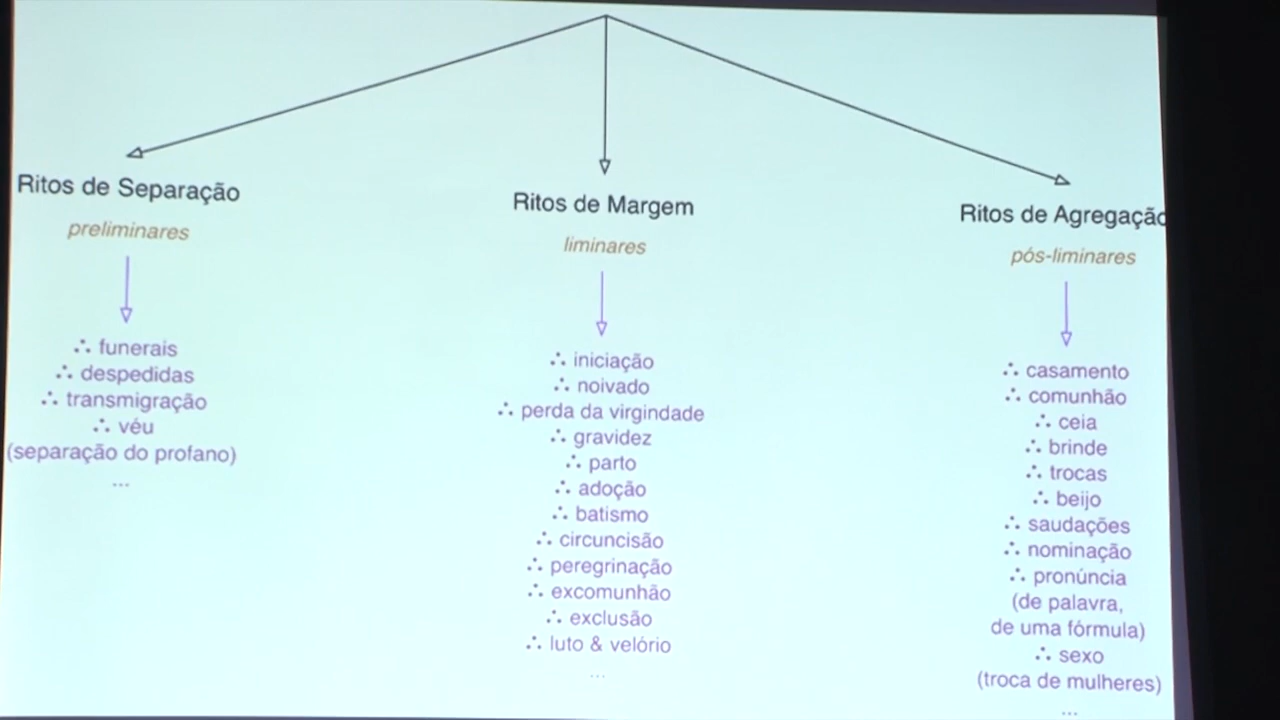 Ritos de Separação
preliminares
∴ funerais
∴ despedidas
∴ transmigração
∴ véu
(separação do profano)
...
Ritos de Margem
liminares
∴ iniciação
∴ noivado
∴ perda da virgindade
∴ gravidez
∴ parto
∴ adoção
∴ batismo
∴ circuncisão
∴ peregrinação
∴ excomunhão
∴ exclusão
∴ luto & velório
...
Ritos de Agregação
pós-liminares
∴ casamento
∴ comunhão
∴ ceia
∴ brinde
∴ trocas
∴ beijo
∴ saudações
∴ nominação
∴ pronúncia
(de palavra,
de uma fórmula)
∴ sexo
(troca de mulheres)
...